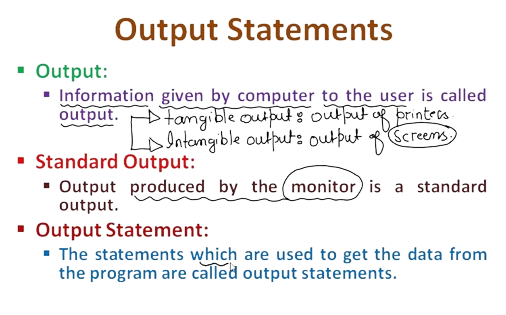 Output Statements
▪ Output:
▪ Information given by computer to the user is called
output. tangible output: output of printers.
Intangible output: output of screens.
▪ Standard Output:
▪ Output produced by the monitor is a standard
output.
▪ Output Statement:
▪ The statements which are used to get the data from
the program are called output statements.